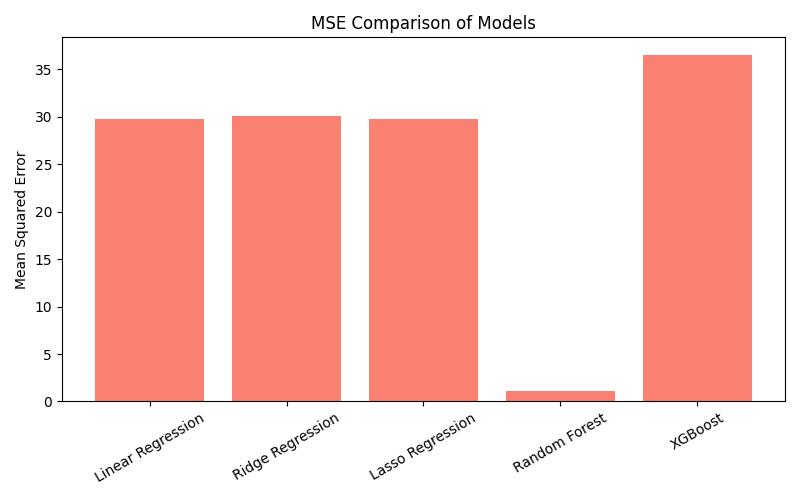 MSE Comparison of Models
Mean Squared Error
35
30
25
20
15
10
5
0
Linear Regression
Ridge Regression
Lasso Regression
Random Forest
XGBoost